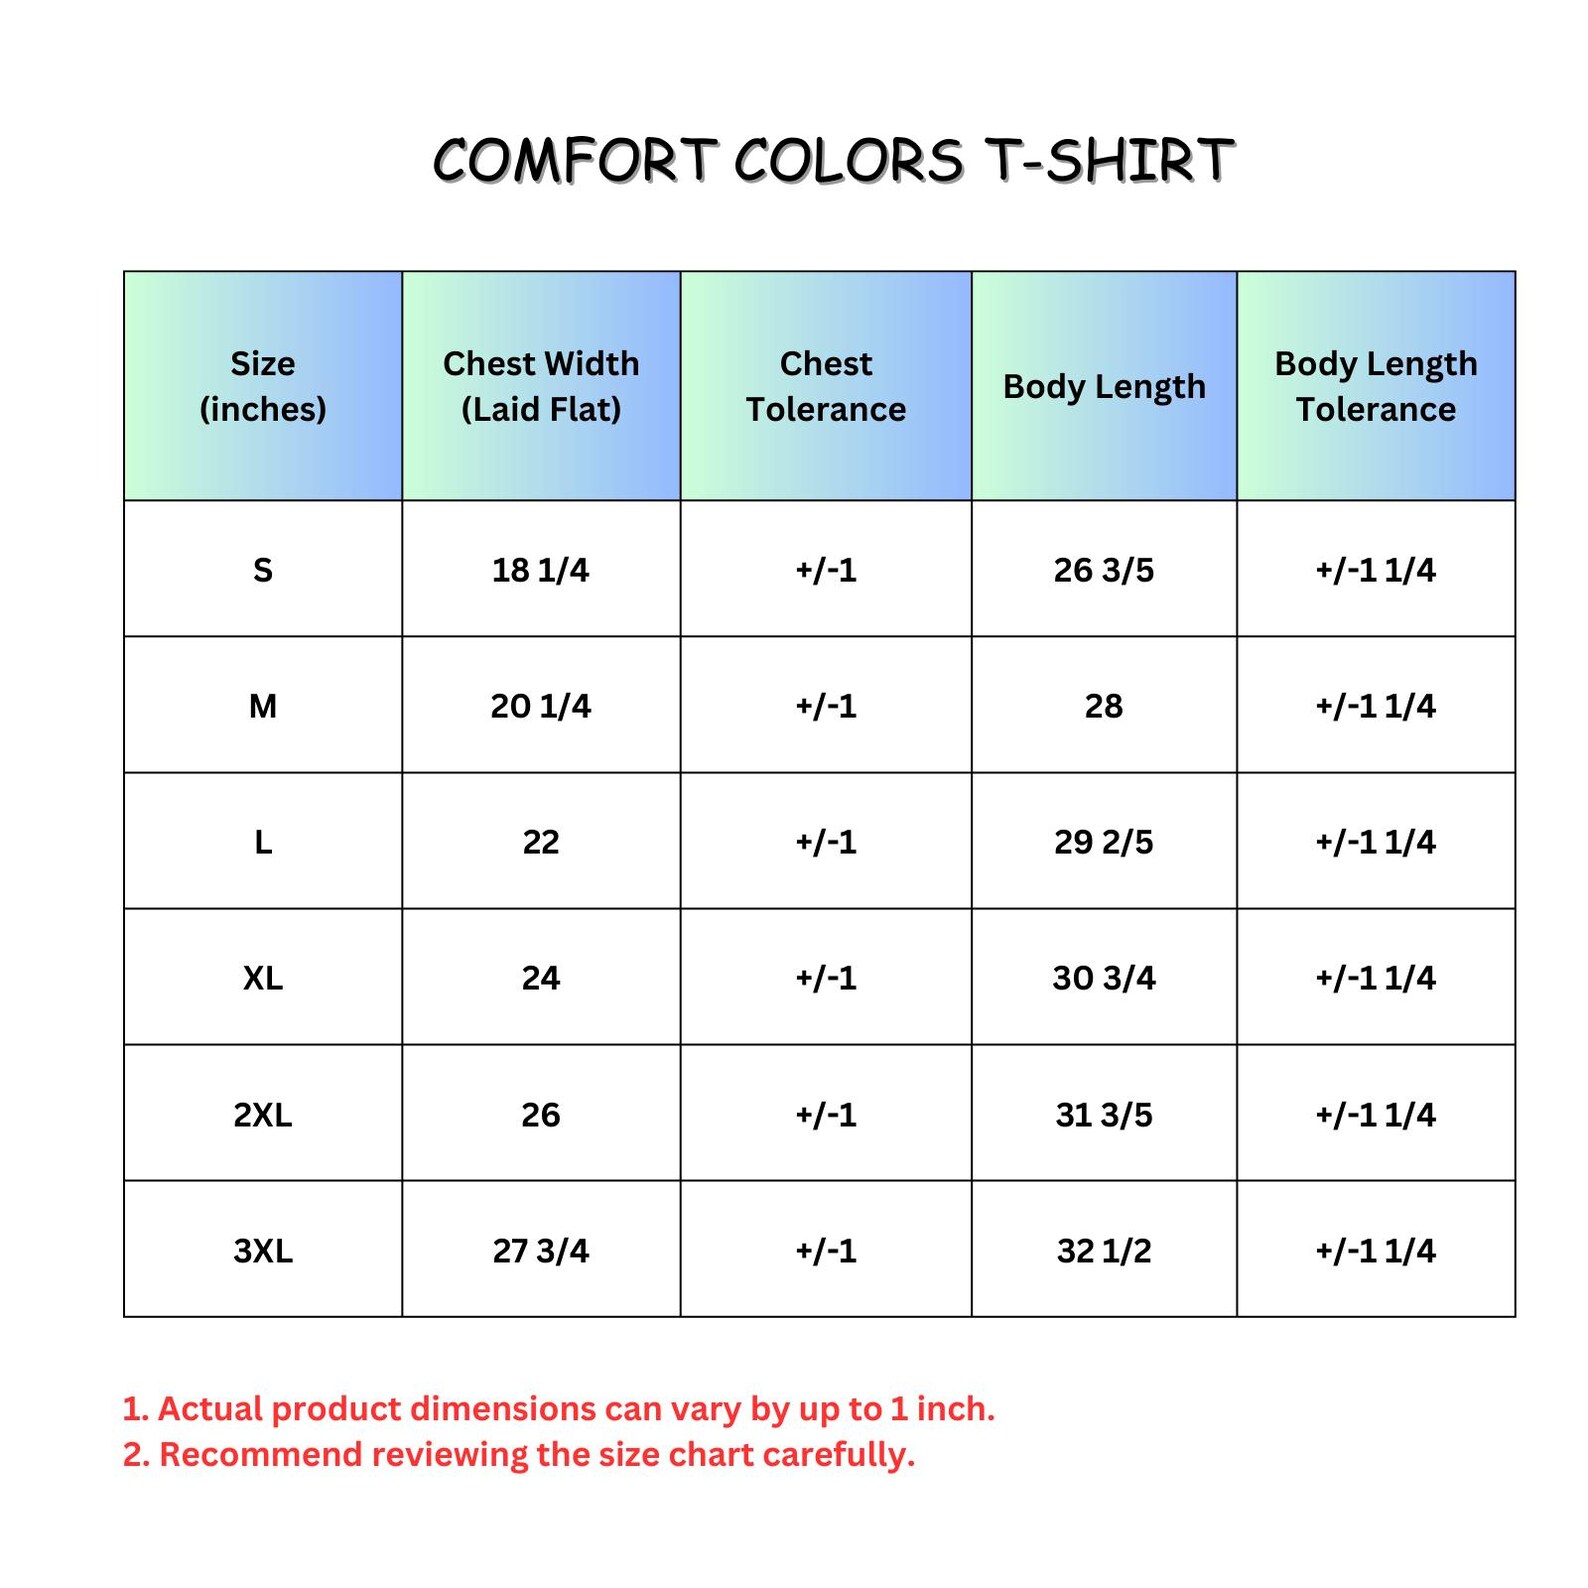 COMFORT COLORS T-SHIRT
Size (inches) Chest Width (Laid Flat) Chest Tolerance Body Length Body Length Tolerance
S 18 1/4 +/-1 26 3/5 +/-1 1/4
M 20 1/4 +/-1 28 +/-1 1/4
L 22 +/-1 29 2/5 +/-1 1/4
XL 24 +/-1 30 3/4 +/-1 1/4
2XL 26 +/-1 31 3/5 +/-1 1/4
3XL 27 3/4 +/-1 32 1/2 +/-1 1/4
1. Actual product dimensions can vary by up to 1 inch.
2. Recommend reviewing the size chart carefully.